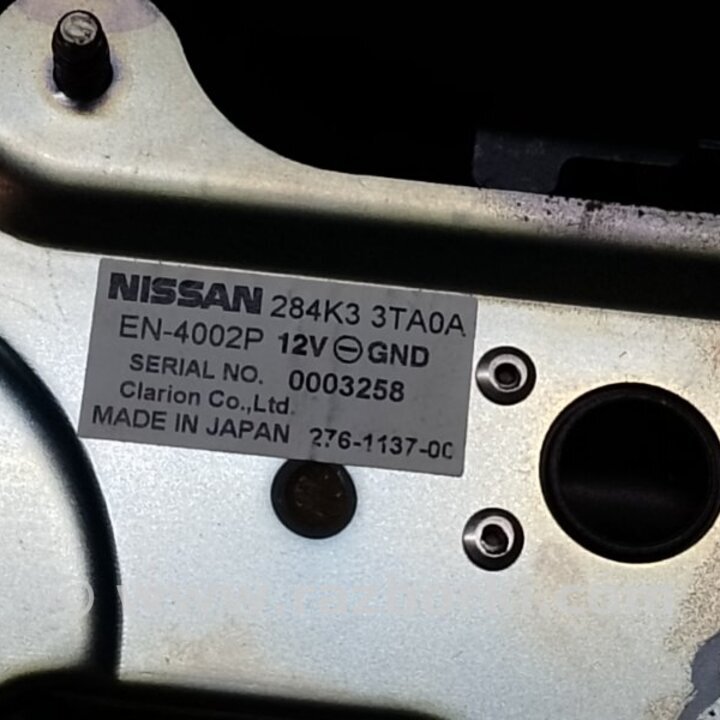 NISSAN 284K3 3TA0A
EN-4002P 12V ⊖ GND
SERIAL NO. 0003258
Clarion Co.,Ltd.
MADE IN JAPAN 276-1137-00